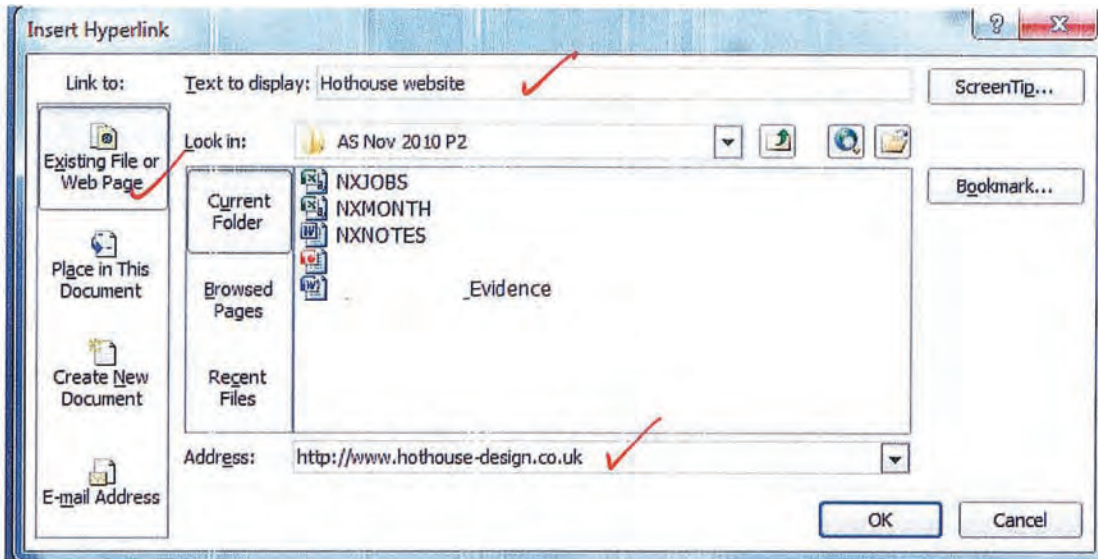 Insert Hyperlink
Link to:
Text to display: Hothouse website
ScreenTip...
Existing File or
Web Page
Look in: AS Nov 2010 P2
Current
Folder
NXJOBS
NXMONTH
NXNOTES
_Evidence
Bookmark...
Place in This
Document
Browsed
Pages
Create New
Document
Recent
Files
E-mail Address
Address: http://www.hothouse-design.co.uk
OK
Cancel